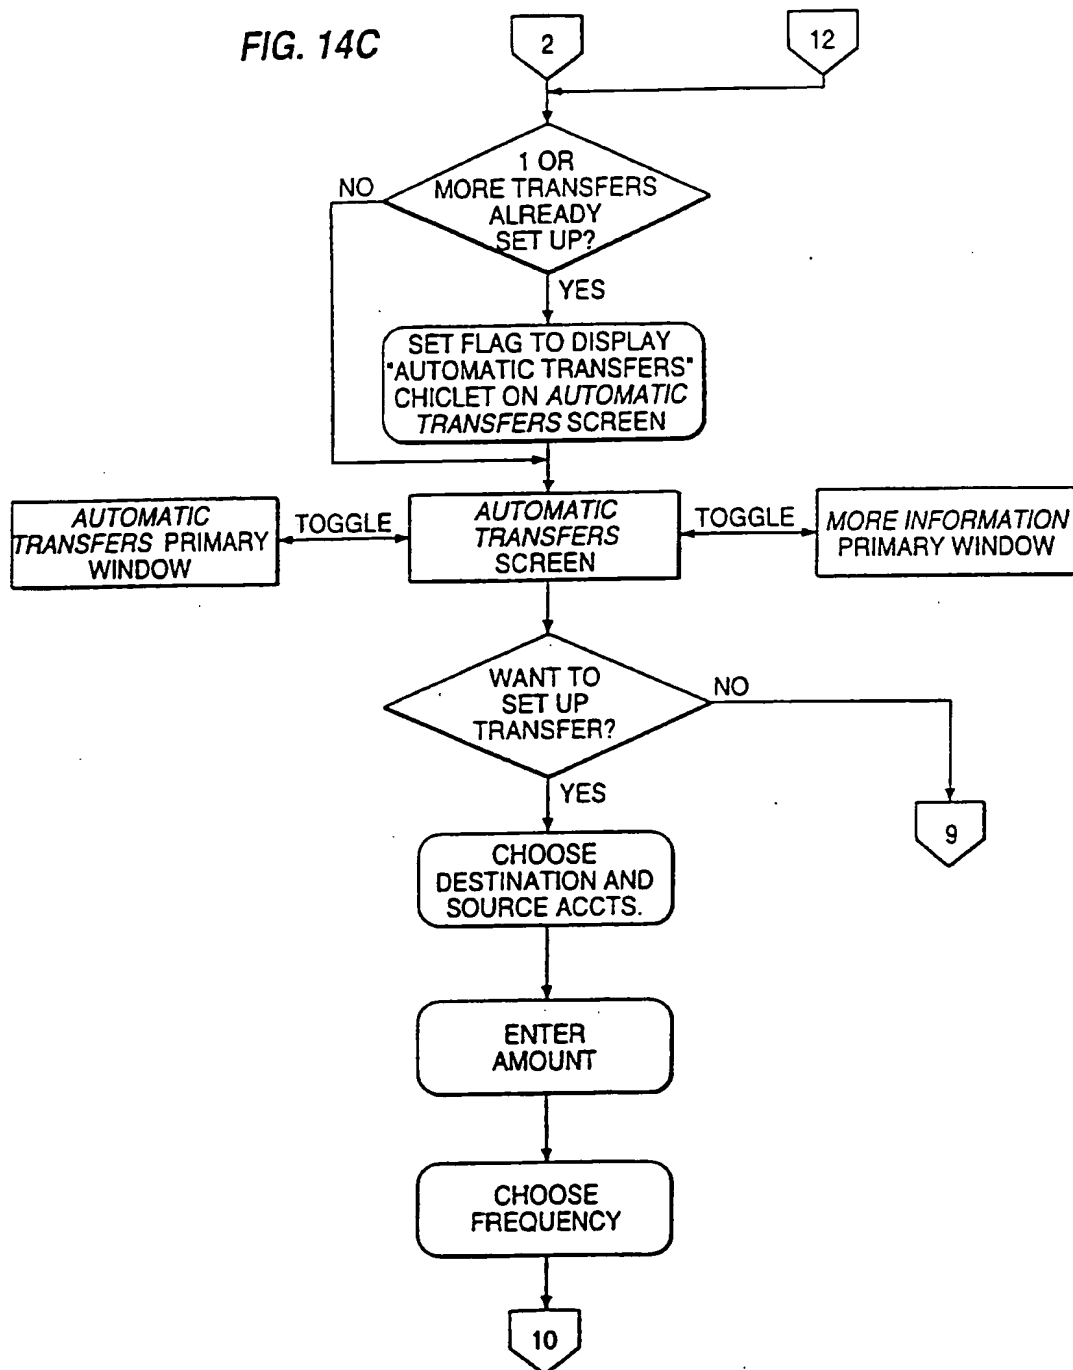 FIG. 14C
2
12
1 OR
MORE TRANSFERS
ALREADY
SET UP?
NO
YES
SET FLAG TO DISPLAY
"AUTOMATIC TRANSFERS"
CHICLET ON AUTOMATIC
TRANSFERS SCREEN
AUTOMATIC
TRANSFERS PRIMARY
WINDOW
TOGGLE
AUTOMATIC
TRANSFERS
SCREEN
TOGGLE
MORE INFORMATION
PRIMARY WINDOW
WANT TO
SET UP
TRANSFER?
NO
YES
9
CHOOSE
DESTINATION AND
SOURCE ACCTS.
ENTER
AMOUNT
CHOOSE
FREQUENCY
10